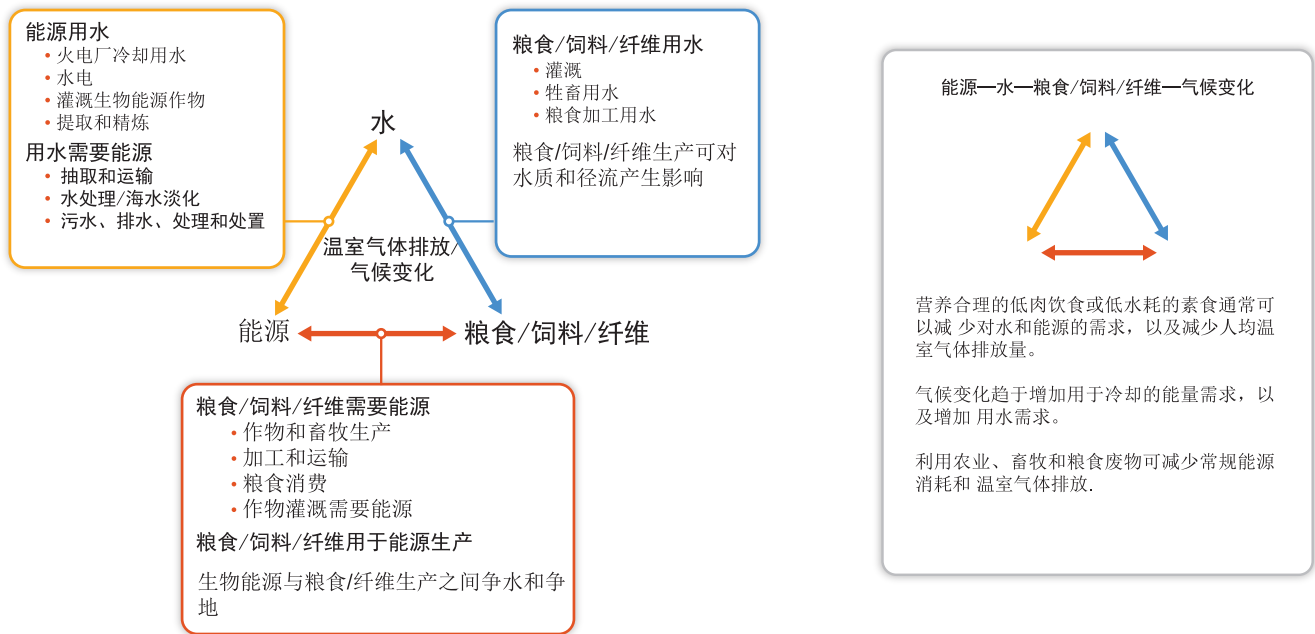 能源用水
• 火电厂冷却用水
• 水电
• 灌溉生物能源作物
• 提取和精炼
用水需要能源
• 抽取和运输
• 水处理/海水淡化
• 污水、排水、处理和处置
水
粮食/饲料/纤维用水
• 灌溉
• 牲畜用水
• 粮食加工用水
粮食/饲料/纤维生产可对
水质和径流产生影响
温室气体排放/
气候变化
能源
粮食/饲料/纤维
粮食/饲料/纤维需要能源
• 作物和畜牧生产
• 加工和运输
• 粮食消费
• 作物灌溉需要能源
粮食/饲料/纤维用于能源生产
生物能源与粮食/纤维生产之间争水和争
地
能源—水—粮食/饲料/纤维—气候变化
营养合理的低肉饮食或低水耗的素食通常可
以减 少对水和能源的需求，以及减少人均温
室气体排放量。
气候变化趋于增加用于冷却的能量需求，以
及增加 用水需求。
利用农业、畜牧和粮食废物可减少常规能源
消耗和 温室气体排放.